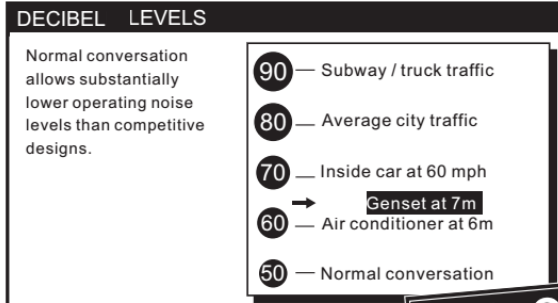 DECIBEL LEVELS
Normal conversation
allows substantially
lower operating noise
levels than competitive
designs.
90 — Subway / truck traffic
80 — Average city traffic
70 — Inside car at 60 mph
→ Genset at 7m
60 — Air conditioner at 6m
50 — Normal conversation